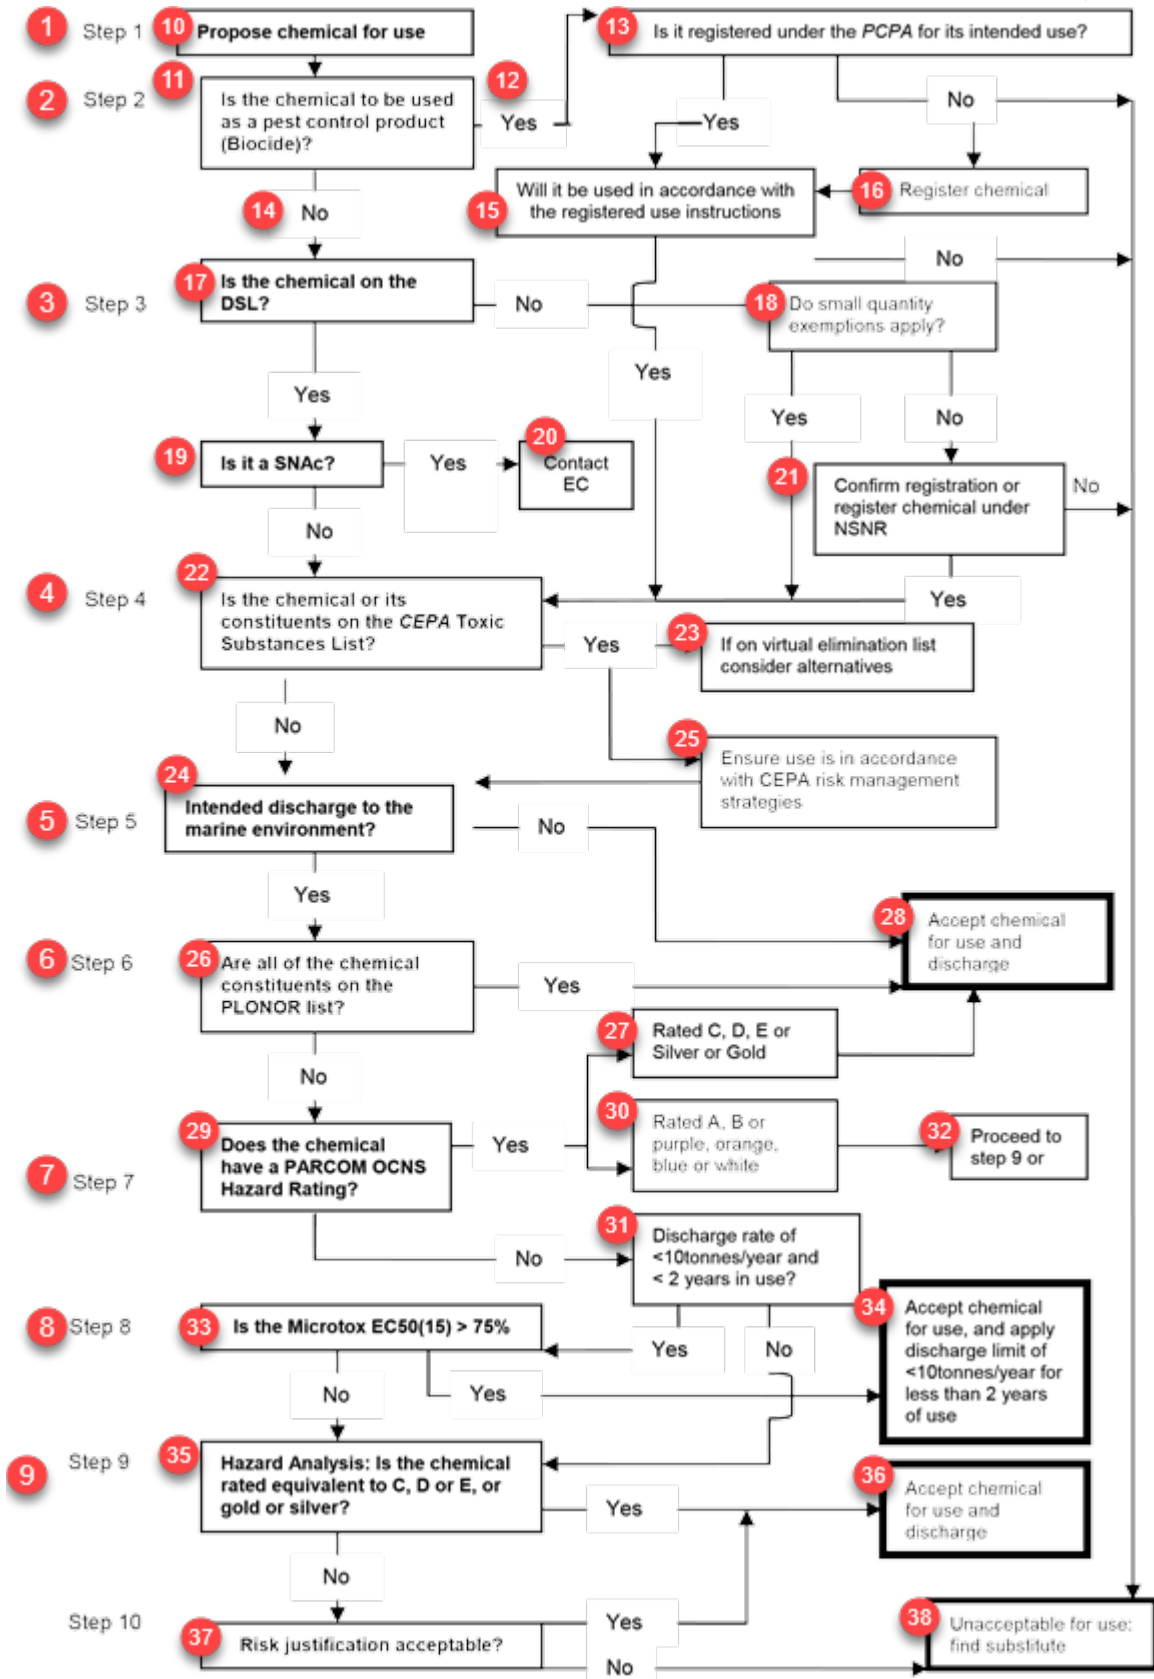 1 Step 1
10 Propose chemical for use
13 Is it registered under the PCPA for its intended use?
2 Step 2
11 Is the chemical to be used
as a pest control product
(Biocide)?
12
Yes
Yes
No
14 No
15 Will it be used in accordance with
the registered use instructions
16 Register chemical
No
3 Step 3
17 Is the chemical on the
DSL?
No
18 Do small quantity
exemptions apply?
Yes
Yes
Yes
No
19 Is it a SNAc?
Yes
20 Contact
EC
21 Confirm registration or
register chemical under
NSNR
No
No
Yes
4 Step 4
22 Is the chemical or its
constituents on the CEPA Toxic
Substances List?
Yes
23 If on virtual elimination list
consider alternatives
No
25 Ensure use is in accordance
with CEPA risk management
strategies
5 Step 5
24 Intended discharge to the
marine environment?
No
Yes
28 Accept chemical
for use and
discharge
6 Step 6
26 Are all of the chemical
constituents on the
PLONOR list?
Yes
27 Rated C, D, E or
Silver or Gold
No
7 Step 7
29 Does the chemical
have a PARCOM OCNS
Hazard Rating?
Yes
30 Rated A, B or
purple, orange,
blue or white
32 Proceed to
step 9 or
No
31 Discharge rate of
<10tonnes/year and
< 2 years in use?
8 Step 8
33 Is the Microtox EC50(15) > 75%
Yes
No
34 Accept chemical
for use, and apply
discharge limit of
<10tonnes/year for
less than 2 years
of use
No
Yes
9 Step 9
35 Hazard Analysis: Is the chemical
rated equivalent to C, D or E, or
gold or silver?
Yes
36 Accept chemical
for use and
discharge
No
Step 10
37 Risk justification acceptable?
Yes
No
38 Unacceptable for use:
find substitute